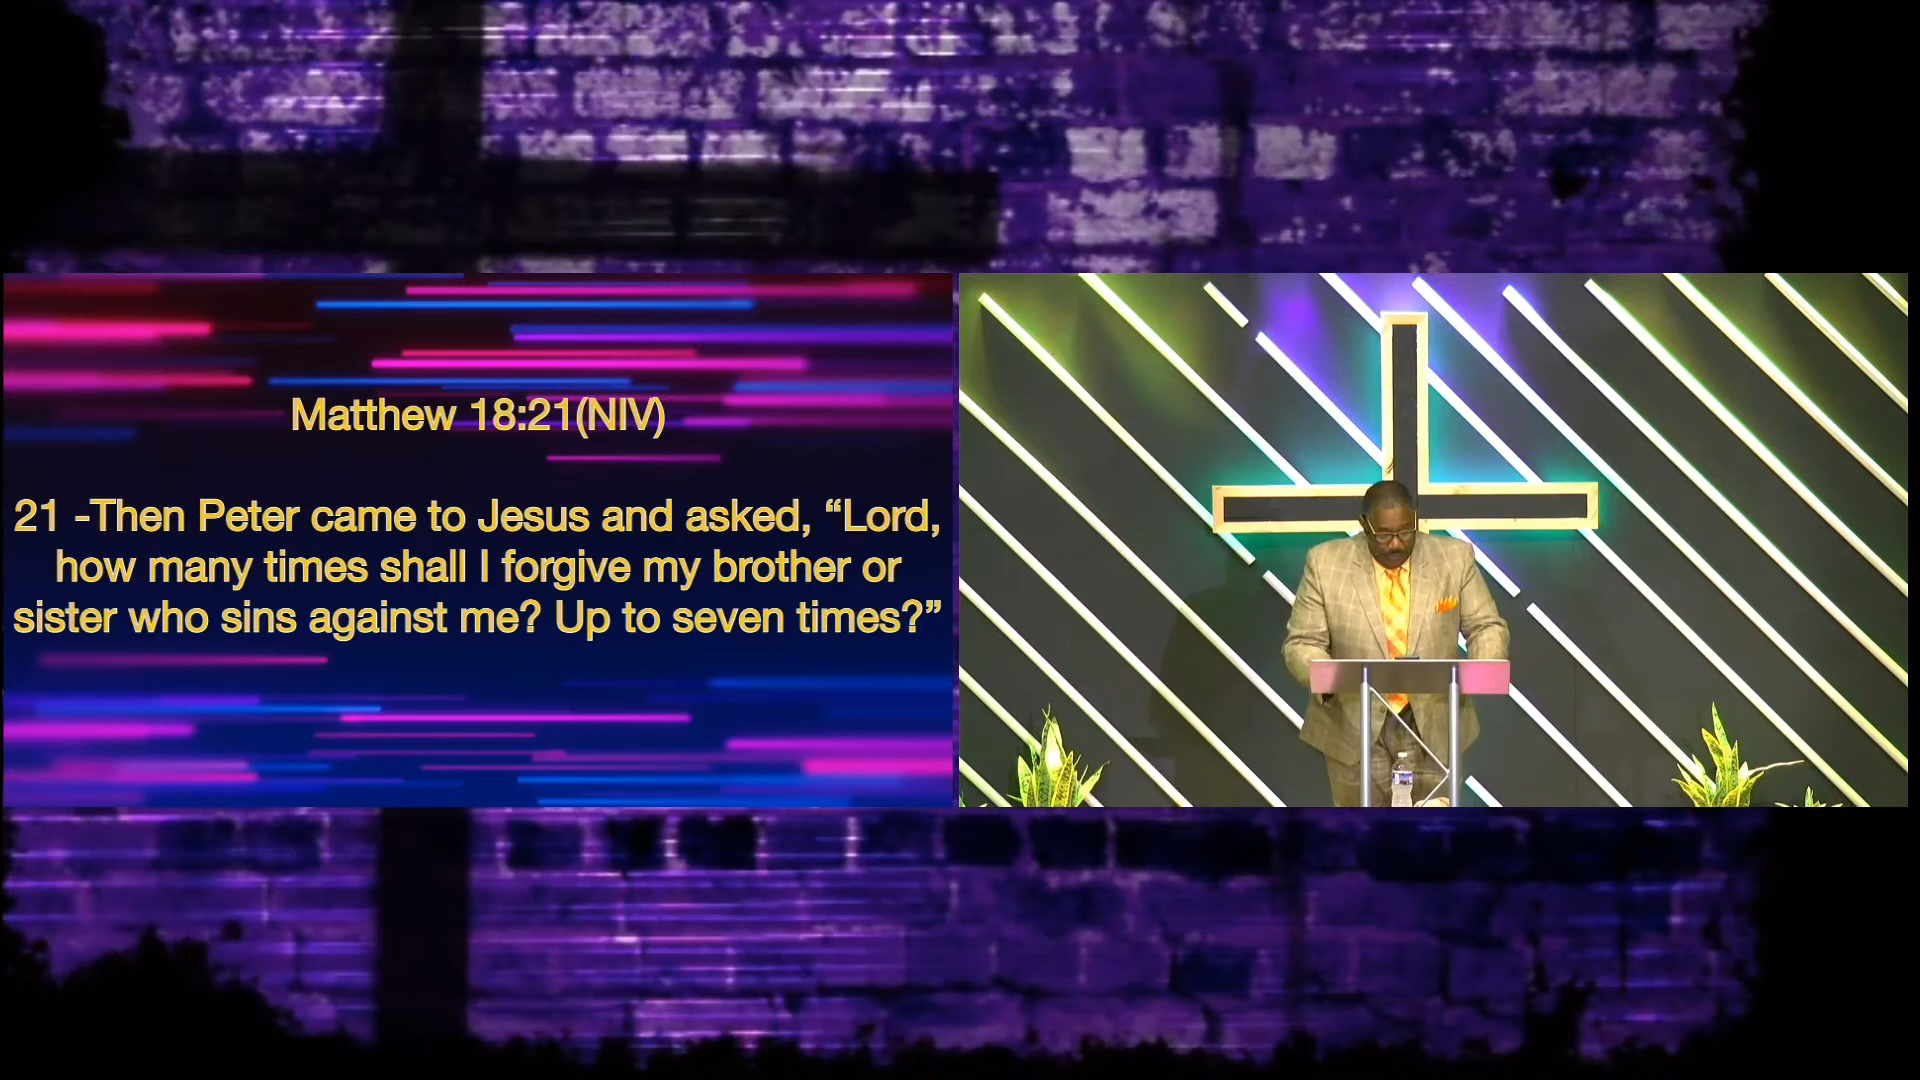 Matthew 18:21(NIV)
21 -Then Peter came to Jesus and asked, “Lord,
how many times shall I forgive my brother or
sister who sins against me? Up to seven times?”